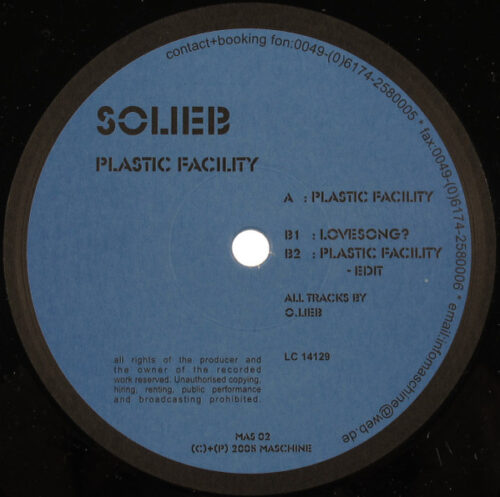 contact+booking fon:0049-(0)6174-2580005 * fax:0049-(0)6174-2580006 * email:infomaschine@web.de
SOLIEB
PLASTIC FACILITY
A : PLASTIC FACILITY
B1 : LOVESONG?
B2 : PLASTIC FACILITY
- EDIT
ALL TRACKS BY
O.LIEB
LC 14129
all rights of the producer and
the owner of the recorded
work reserved. Unauthorised copying,
hiring, renting, public performance
and broadcasting prohibited.
MAS 02
(C)+(P) 2005 MASCHINE